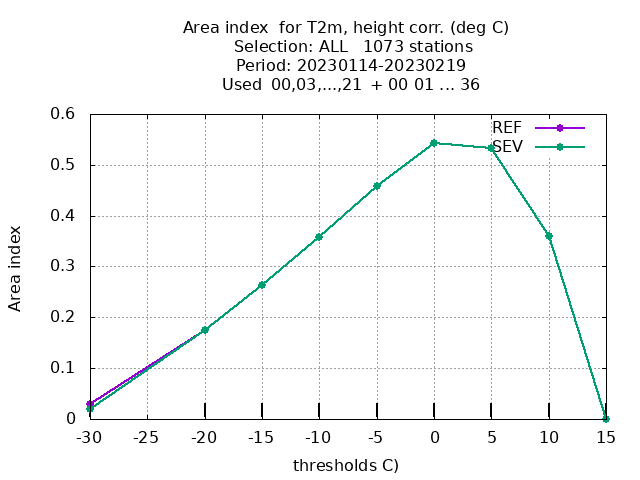 Area index  for T2m, height corr. (deg C)
Selection: ALL   1073 stations
Period: 20230114-20230219
Used  00,03,...,21  + 00 01 ... 36
REF
SEV
Area index
0.6
0.5
0.4
0.3
0.2
0.1
0
-30 -25 -20 -15 -10 -5 0 5 10 15
thresholds C)